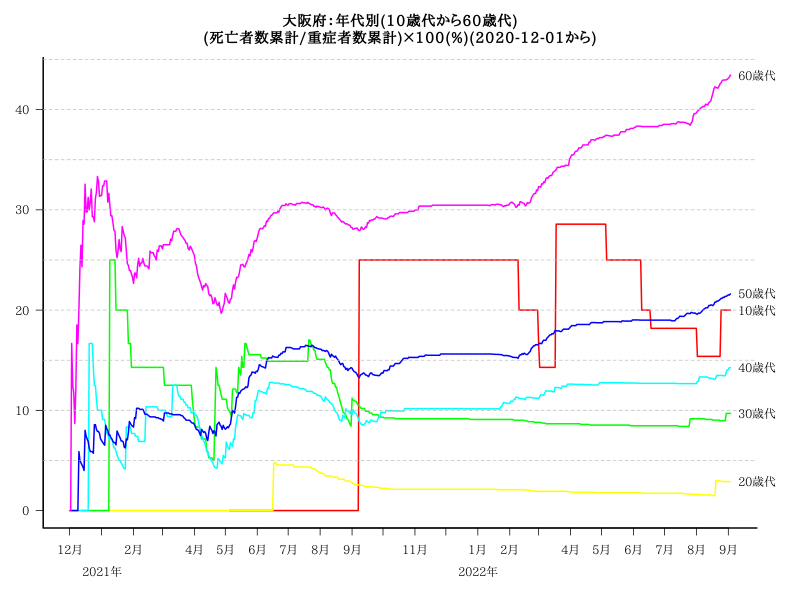 大阪府：年代別(10歳代から60歳代)
(死亡者数累計/重症者数累計)×100(%)(2020-12-01から)
40
30
20
10
0
60歳代
50歳代
10歳代
40歳代
30歳代
20歳代
12月 2月 4月 5月 6月 7月 8月 9月 11月 1月 2月 4月 5月 6月 7月 8月 9月
2021年 2022年